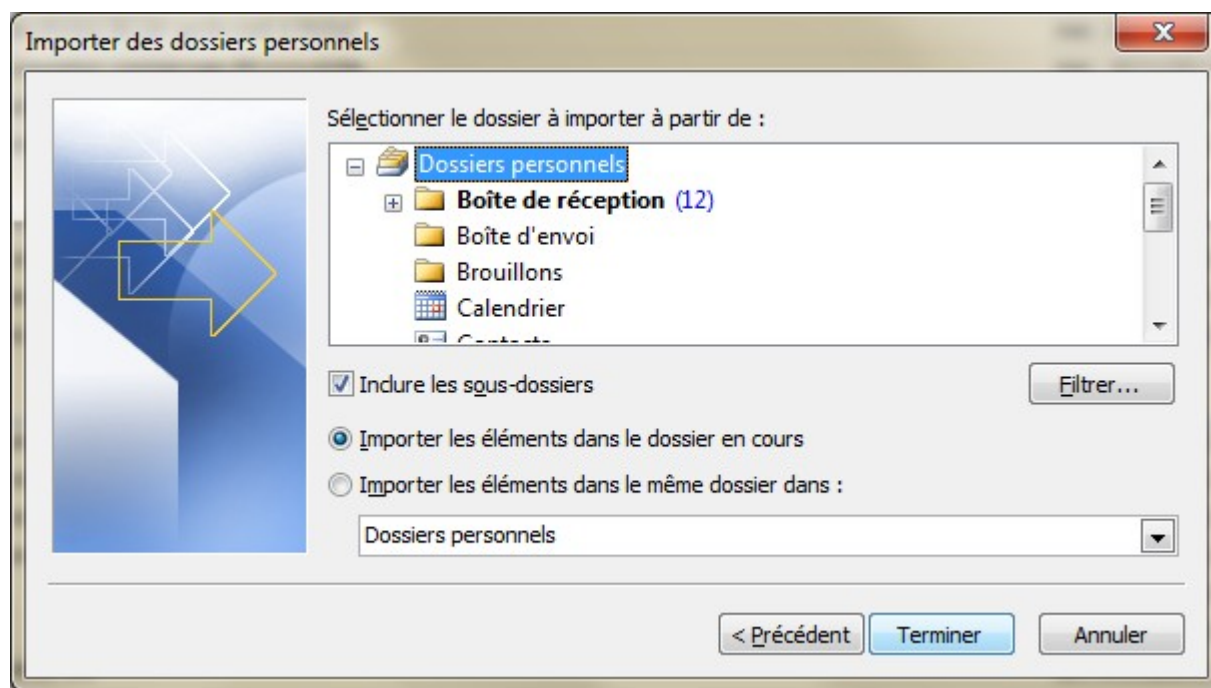 Importer des dossiers personnels
Sélectionner le dossier à importer à partir de :
Dossiers personnels
Boîte de réception (12)
Boîte d'envoi
Brouillons
Calendrier
Contacts
Inclure les sous-dossiers
Filtrer...
Importer les éléments dans le dossier en cours
Importer les éléments dans le même dossier dans :
Dossiers personnels
< Précédent
Terminer
Annuler